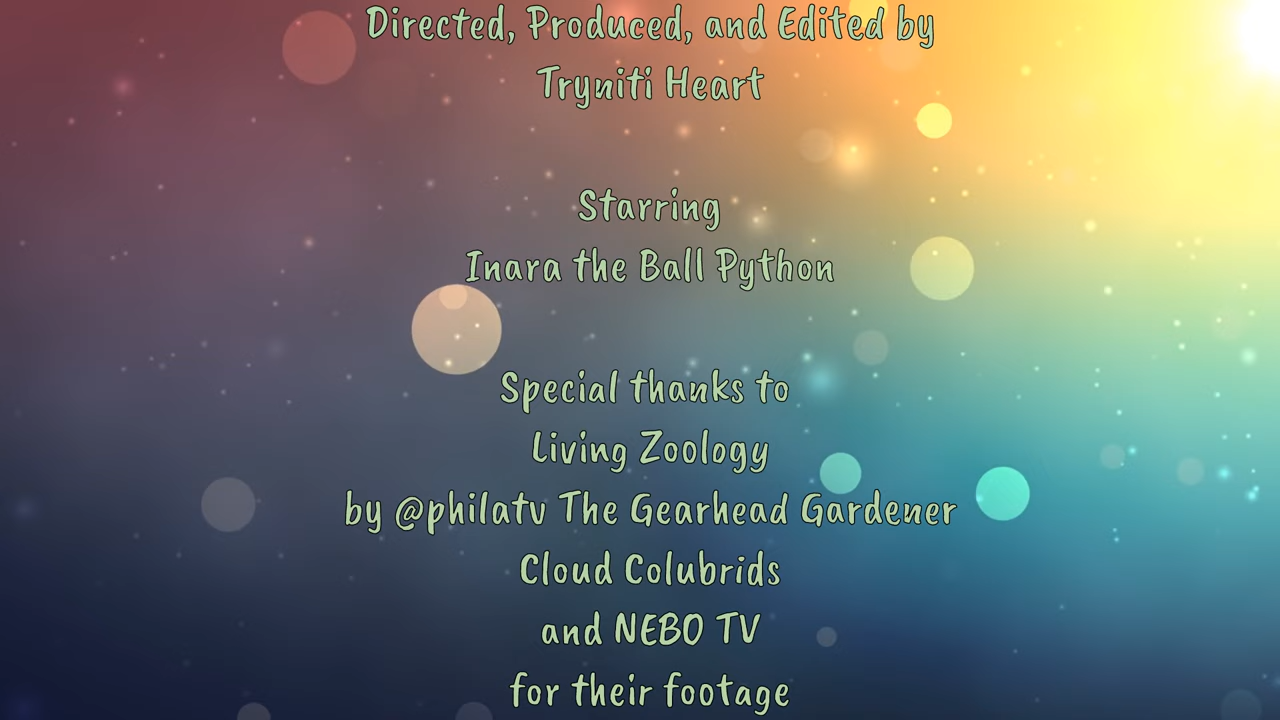 Directed, Produced, and Edited by
Tryniti Heart
Starring
Inara the Ball Python
Special thanks to
Living Zoology
by @philatv The Gearhead Gardener
Cloud Colubrids
and NEBO TV
for their footage